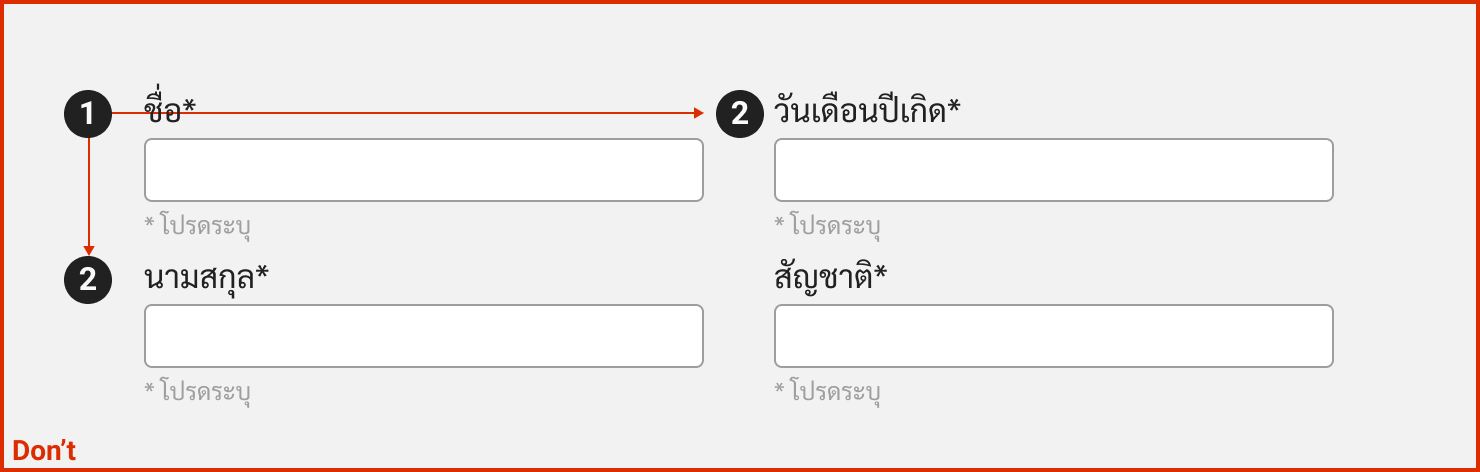 1 ชื่อ* 2 วันเดือนปีเกิด*
* โปรดระบุ * โปรดระบุ
2 นามสกุล* สัญชาติ*
* โปรดระบุ * โปรดระบุ
Don’t